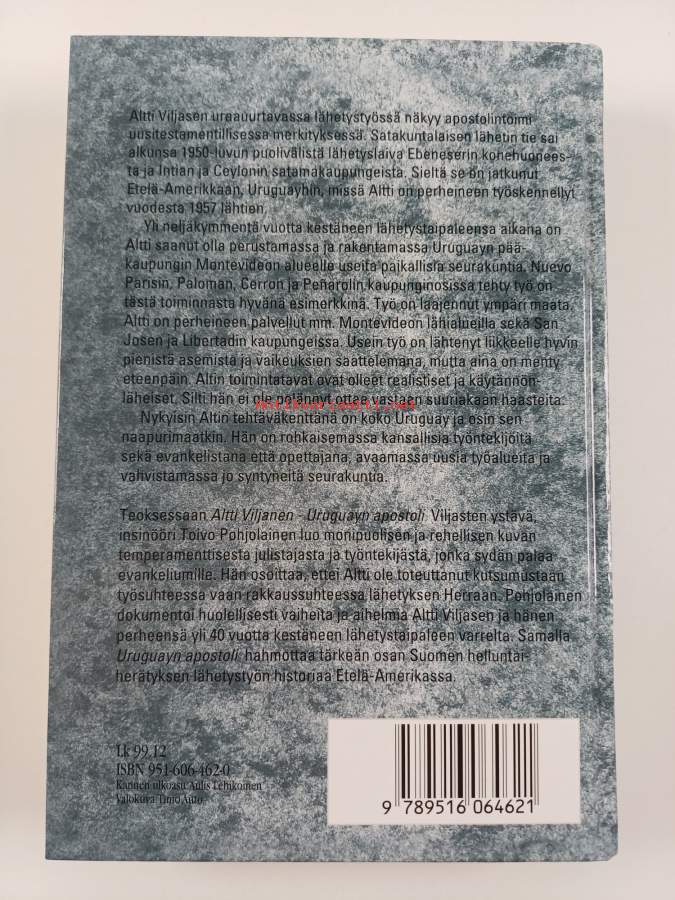 Altti Viljasen uraauurtavassa lähetystyössä näkyy apostolintoimi
uusitestamentillisessa merkityksessä. Satakuntalaisen lähetin tie sai
alkunsa 1950-luvun puolivälistä lähetyslaiva Ebeneserin konehuonees-
ta ja Intian ja Ceylonin satamakaupungeista. Sieltä se on jatkunut
Etelä-Amerikkaan, Uruguayhin, missä Altti on perheineen työskennellyt
vuodesta 1957 lähtien.
Yli neljäkymmentä vuotta kestäneen lähetystaipaleensa aikana on
Altti saanut olla perustamassa ja rakentamassa Uruguayn pää-
kaupungin Montevideon alueelle useita paikallisia seurakuntia. Nuevo
Parisin, Paloman, Cerron ja Peñarolin kaupunginosissa tehty työ on
tästä toiminnasta hyvänä esimerkkinä. Työ on laajennut ympäri maata.
Altti on perheineen palvellut mm. Montevideon lähialueilla sekä San
Josen ja Libertadin kaupungeissa. Usein työ on lähtenyt liikkeelle hyvin
pienistä asemista ja vaikeuksien saattelemana, mutta aina on menty
eteenpäin. Altin toimintatavat ovat olleet realistiset ja käytännön-
läheiset. Silti hän ei ole pelännyt ottaa vastaan suuriakaan haasteita.
Antikvariaatti.net
Nykyisin Altin tehtäväkenttänä on koko Uruguay ja osin sen
naapurimaatkin. Hän on rohkaisemassa kansallisia työntekijöitä
sekä evankelistana että opettajana, avaamassa uusia työalueita ja
vahvistamassa jo syntyneitä seurakuntia.
Teoksessaan Altti Viljanen - Uruguayn apostoli Viljasten ystävä,
insinööri Toivo Pohjolainen luo monipuolisen ja rehellisen kuvan
temperamenttisesta julistajasta ja työntekijästä, jonka sydän palaa
evankeliumille. Hän osoittaa, ettei Altti ole toteuttanut kutsumustaan
työsuhteessa vaan rakkaussuhteessa lähetyksen Herraan. Pohjolainen
dokumentoi huolellisesti vaiheita ja aihelmia Altti Viljasen ja hänen
perheensä yli 40 vuotta kestäneen lähetystaipaleen varrelta. Samalla
Uruguayn apostoli hahmottaa tärkeän osan Suomen helluntai-
herätyksen lähetystyön historiaa Etelä-Amerikassa.
Lk 99.12
ISBN 951-606-462-0
Kannen ulkoasu Aulis Lehikoinen
Valokuva Timo Auto
9 789516 064621